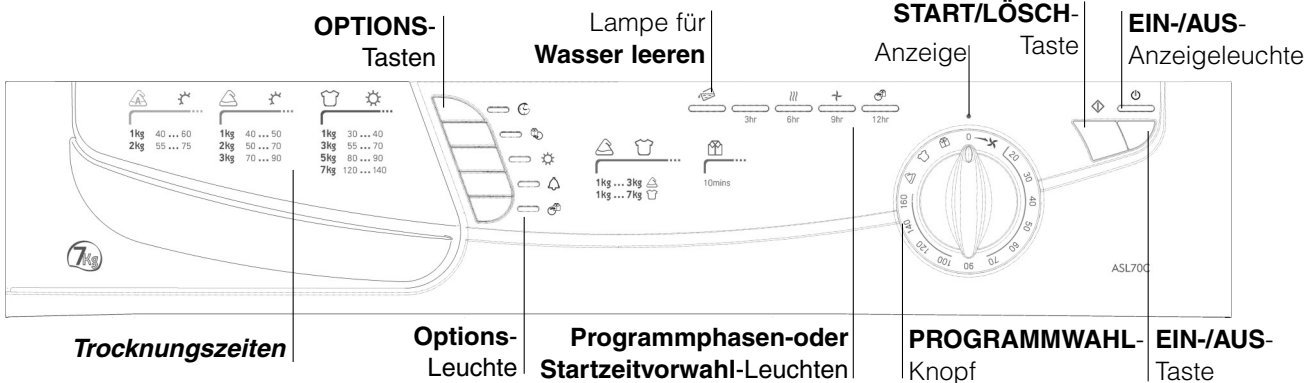 OPTIONS-
Tasten
Lampe für
Wasser leeren
Anzeige
START/LÖSCH-
Taste
EIN-/AUS-
Anzeigeleuchte
1kg 40 ... 60
2kg 55 ... 75
1kg 40 ... 50
2kg 50 ... 70
3kg 70 ... 90
1kg 30 ... 40
3kg 55 ... 70
5kg 80 ... 90
7kg 120 ... 140
3hr 6hr 9hr 12hr
1kg ... 3kg
1kg ... 7kg
10mins
0 20 30 40 50 60 70 90 100 120 140 160
7Kg
ASL70C
Trocknungszeiten
Options-
Leuchte
Programmphasen-oder
Startzeitvorwahl-Leuchten
PROGRAMMWAHL-
Knopf
EIN-/AUS-
Taste